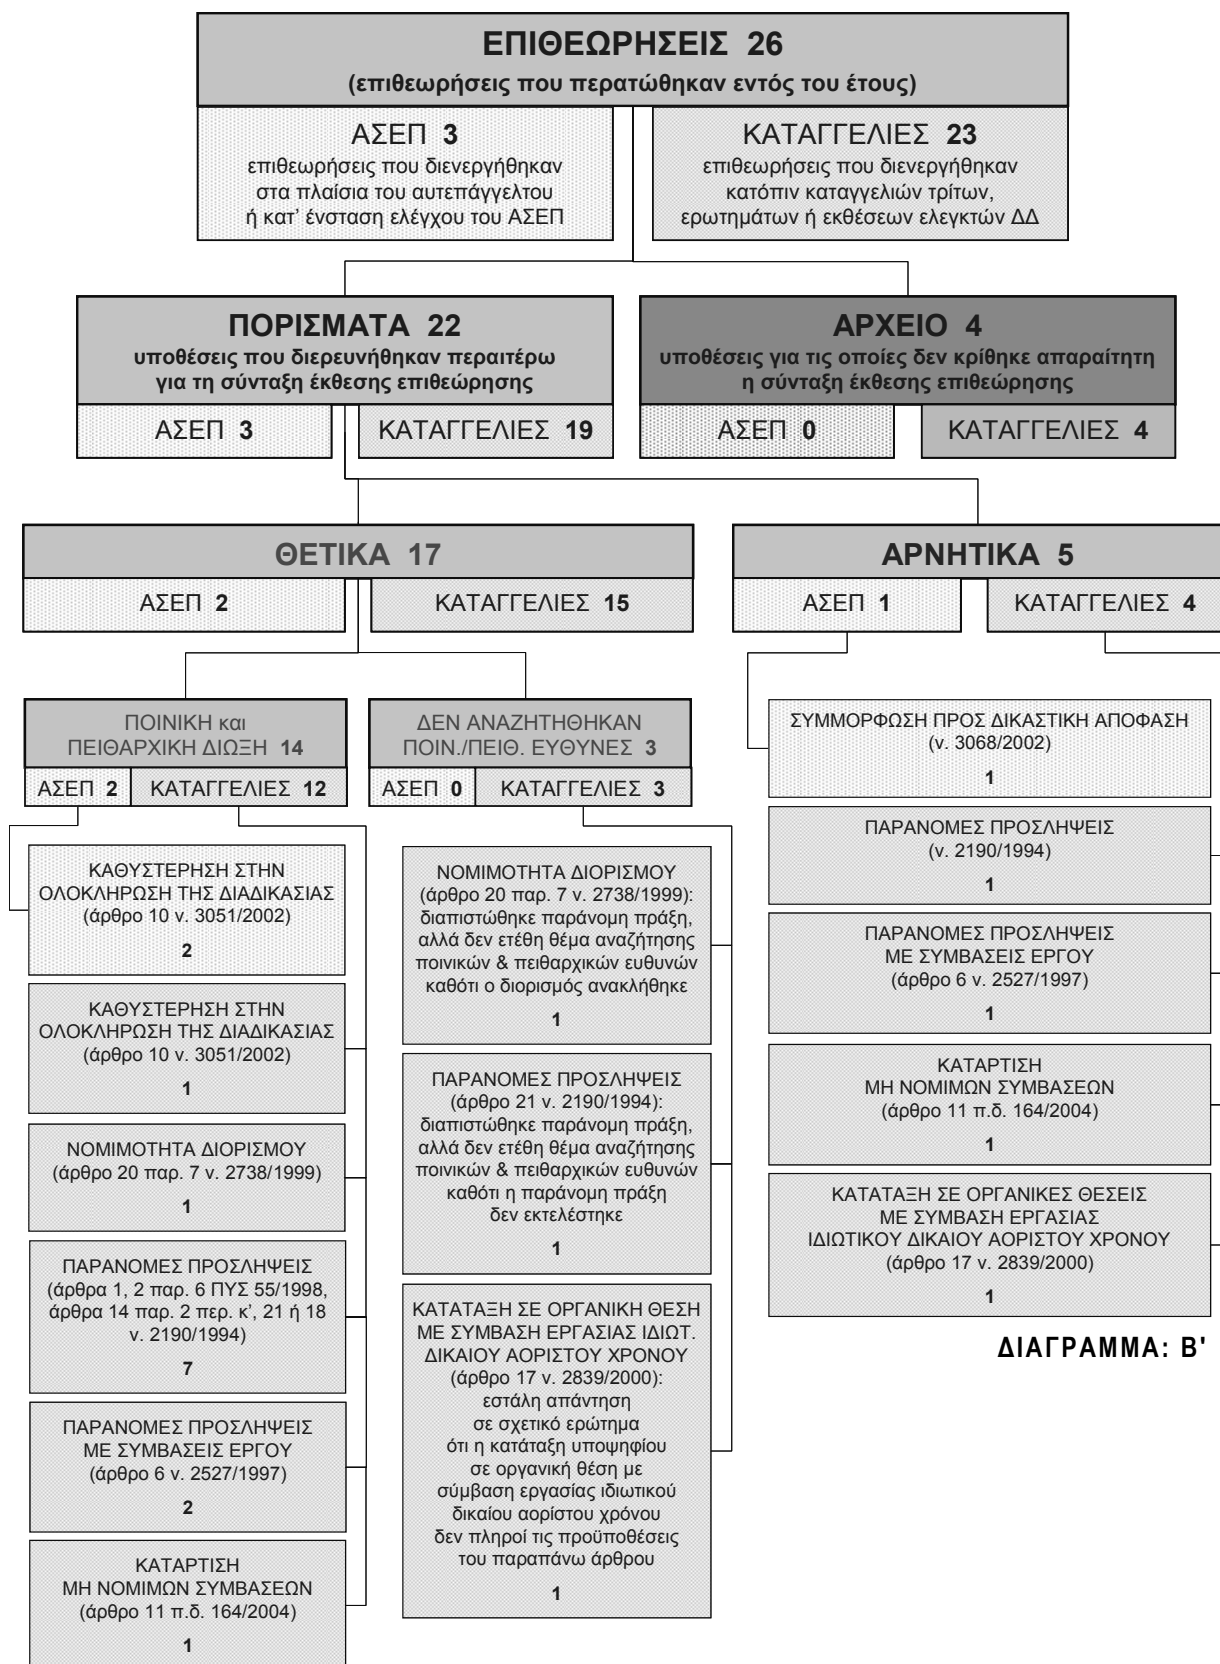 ΕΠΙΘΕΩΡΗΣΕΙΣ 26
(επιθεωρήσεις που περατώθηκαν εντός του έτους)
ΑΣΕΠ 3
επιθεωρήσεις που διενεργήθηκαν
στα πλαίσια του αυτεπάγγελτου
ή κατ’ ένσταση ελέγχου του ΑΣΕΠ
ΚΑΤΑΓΓΕΛΙΕΣ 23
επιθεωρήσεις που διενεργήθηκαν
κατόπιν καταγγελιών τρίτων,
ερωτημάτων ή εκθέσεων ελεγκτών ΔΔ
ΠΟΡΙΣΜΑΤΑ 22
υποθέσεις που διερευνήθηκαν περαιτέρω
για τη σύνταξη έκθεσης επιθεώρησης
ΑΣΕΠ 3
ΚΑΤΑΓΓΕΛΙΕΣ 19
ΑΡΧΕΙΟ 4
υποθέσεις για τις οποίες δεν κρίθηκε απαραίτητη
η σύνταξη έκθεσης επιθεώρησης
ΑΣΕΠ 0
ΚΑΤΑΓΓΕΛΙΕΣ 4
ΘΕΤΙΚΑ 17
ΑΣΕΠ 2
ΚΑΤΑΓΓΕΛΙΕΣ 15
ΑΡΝΗΤΙΚΑ 5
ΑΣΕΠ 1
ΚΑΤΑΓΓΕΛΙΕΣ 4
ΠΟΙΝΙΚΗ και
ΠΕΙΘΑΡΧΙΚΗ ΔΙΩΞΗ 14
ΑΣΕΠ 2
ΚΑΤΑΓΓΕΛΙΕΣ 12
ΔΕΝ ΑΝΑΖΗΤΗΘΗΚΑΝ
ΠΟΙΝ./ΠΕΙΘ. ΕΥΘΥΝΕΣ 3
ΑΣΕΠ 0
ΚΑΤΑΓΓΕΛΙΕΣ 3
ΚΑΘΥΣΤΕΡΗΣΗ ΣΤΗΝ
ΟΛΟΚΛΗΡΩΣΗ ΤΗΣ ΔΙΑΔΙΚΑΣΙΑΣ
(άρθρο 10 ν. 3051/2002)
2
ΚΑΘΥΣΤΕΡΗΣΗ ΣΤΗΝ
ΟΛΟΚΛΗΡΩΣΗ ΤΗΣ ΔΙΑΔΙΚΑΣΙΑΣ
(άρθρο 10 ν. 3051/2002)
1
ΝΟΜΙΜΟΤΗΤΑ ΔΙΟΡΙΣΜΟΥ
(άρθρο 20 παρ. 7 ν. 2738/1999)
1
ΠΑΡΑΝΟΜΕΣ ΠΡΟΣΛΗΨΕΙΣ
(άρθρα 1, 2 παρ. 6 ΠΥΣ 55/1998,
άρθρα 14 παρ. 2 περ. κ’, 21 ή 18
ν. 2190/1994)
7
ΠΑΡΑΝΟΜΕΣ ΠΡΟΣΛΗΨΕΙΣ
ΜΕ ΣΥΜΒΑΣΕΙΣ ΕΡΓΟΥ
(άρθρο 6 ν. 2527/1997)
2
ΚΑΤΑΡΤΙΣΗ
ΜΗ ΝΟΜΙΜΩΝ ΣΥΜΒΑΣΕΩΝ
(άρθρο 11 π.δ. 164/2004)
1
ΝΟΜΙΜΟΤΗΤΑ ΔΙΟΡΙΣΜΟΥ
(άρθρο 20 παρ. 7 ν. 2738/1999):
διαπιστώθηκε παράνομη πράξη,
αλλά δεν ετέθη θέμα αναζήτησης
ποινικών & πειθαρχικών ευθυνών
καθότι ο διορισμός ανακλήθηκε
1
ΠΑΡΑΝΟΜΕΣ ΠΡΟΣΛΗΨΕΙΣ
(άρθρο 21 ν. 2190/1994):
διαπιστώθηκε παράνομη πράξη,
αλλά δεν ετέθη θέμα αναζήτησης
ποινικών & πειθαρχικών ευθυνών
καθότι η παράνομη πράξη
δεν εκτελέστηκε
1
ΚΑΤΑΤΑΞΗ ΣΕ ΟΡΓΑΝΙΚΗ ΘΕΣΗ
ΜΕ ΣΥΜΒΑΣΗ ΕΡΓΑΣΙΑΣ ΙΔΙΩΤ.
ΔΙΚΑΙΟΥ ΑΟΡΙΣΤΟΥ ΧΡΟΝΟΥ
(άρθρο 17 ν. 2839/2000):
εστάλη απάντηση
σε σχετικό ερώτημα
ότι η κατάταξη υποψηφίου
σε οργανική θέση με
σύμβαση εργασίας ιδιωτικού
δικαίου αορίστου χρόνου
δεν πληροί τις προϋποθέσεις
του παραπάνω άρθρου
1
ΣΥΜΜΟΡΦΩΣΗ ΠΡΟΣ ΔΙΚΑΣΤΙΚΗ ΑΠΟΦΑΣΗ
(ν. 3068/2002)
1
ΠΑΡΑΝΟΜΕΣ ΠΡΟΣΛΗΨΕΙΣ
(ν. 2190/1994)
1
ΠΑΡΑΝΟΜΕΣ ΠΡΟΣΛΗΨΕΙΣ
ΜΕ ΣΥΜΒΑΣΕΙΣ ΕΡΓΟΥ
(άρθρο 6 ν. 2527/1997)
1
ΚΑΤΑΡΤΙΣΗ
ΜΗ ΝΟΜΙΜΩΝ ΣΥΜΒΑΣΕΩΝ
(άρθρο 11 π.δ. 164/2004)
1
ΚΑΤΑΤΑΞΗ ΣΕ ΟΡΓΑΝΙΚΕΣ ΘΕΣΕΙΣ
ΜΕ ΣΥΜΒΑΣΗ ΕΡΓΑΣΙΑΣ
ΙΔΙΩΤΙΚΟΥ ΔΙΚΑΙΟΥ ΑΟΡΙΣΤΟΥ ΧΡΟΝΟΥ
(άρθρο 17 ν. 2839/2000)
1
ΔΙΑΓΡΑΜΜΑ: Β'